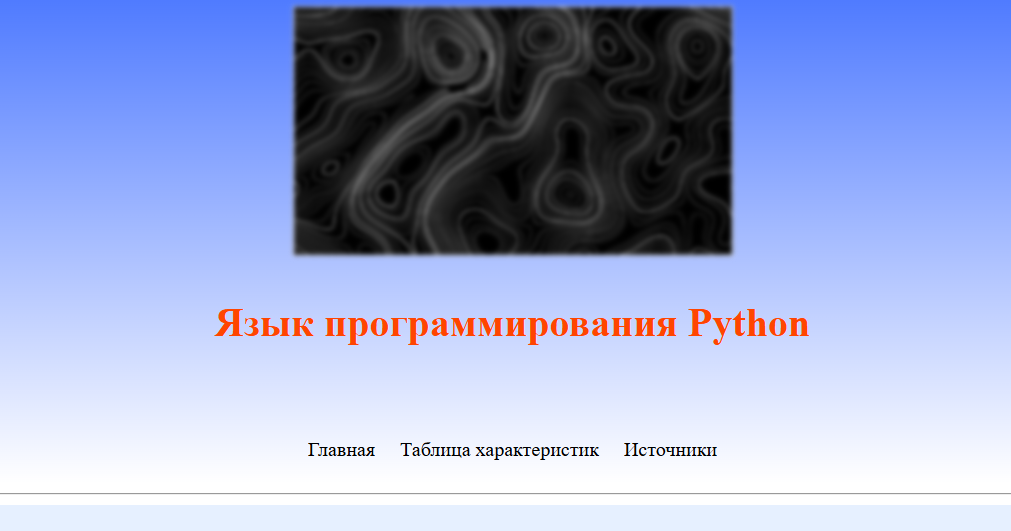 Язык программирования Python
Главная Таблица характеристик Источники